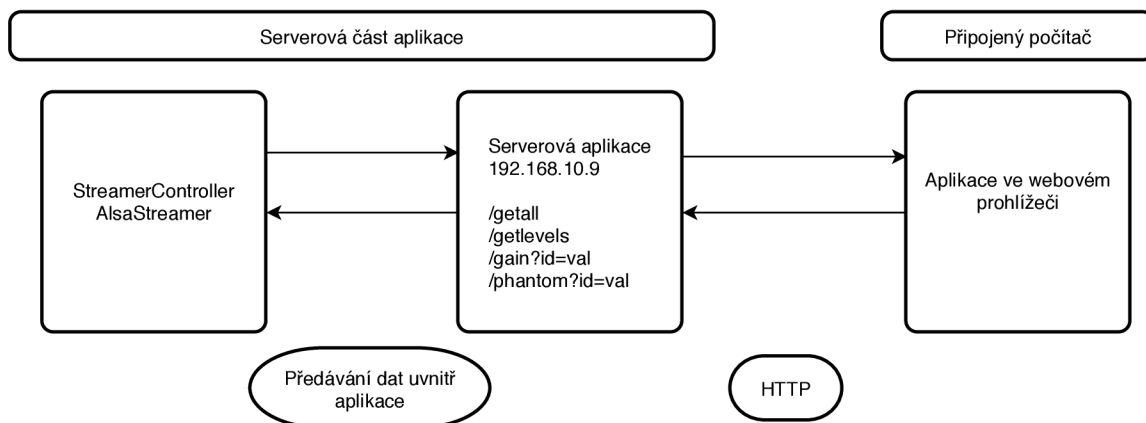 Serverová část aplikace
Připojený počítač
StreamerController
AlsaStreamer
Serverová aplikace
192.168.10.9
/getall
/getlevels
/gain?id=val
/phantom?id=val
Aplikace ve webovém
prohlížeči
Předávání dat uvnitř
aplikace
HTTP